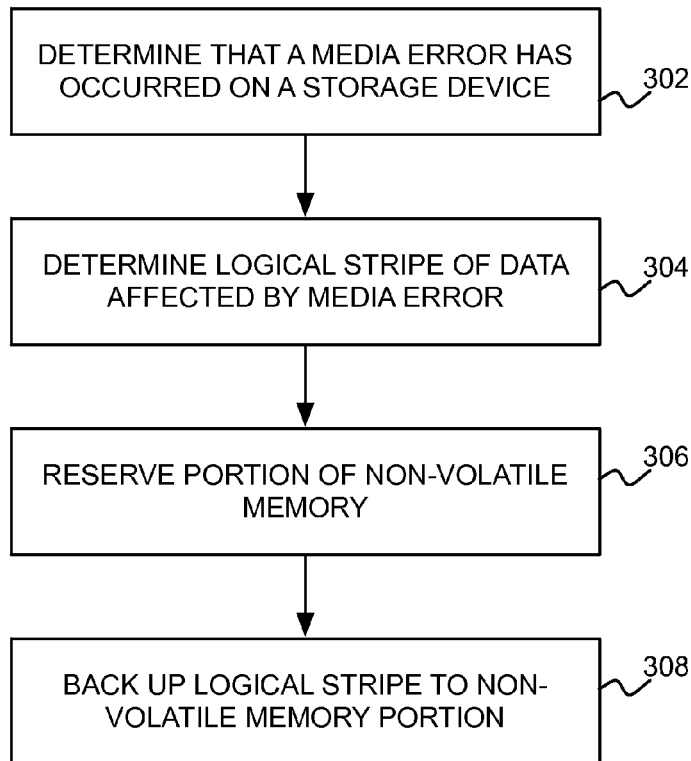 DETERMINE THAT A MEDIA ERROR HAS
OCCURRED ON A STORAGE DEVICE
302
DETERMINE LOGICAL STRIPE OF DATA
AFFECTED BY MEDIA ERROR
304
RESERVE PORTION OF NON-VOLATILE
MEMORY
306
BACK UP LOGICAL STRIPE TO NON-
VOLATILE MEMORY PORTION
308